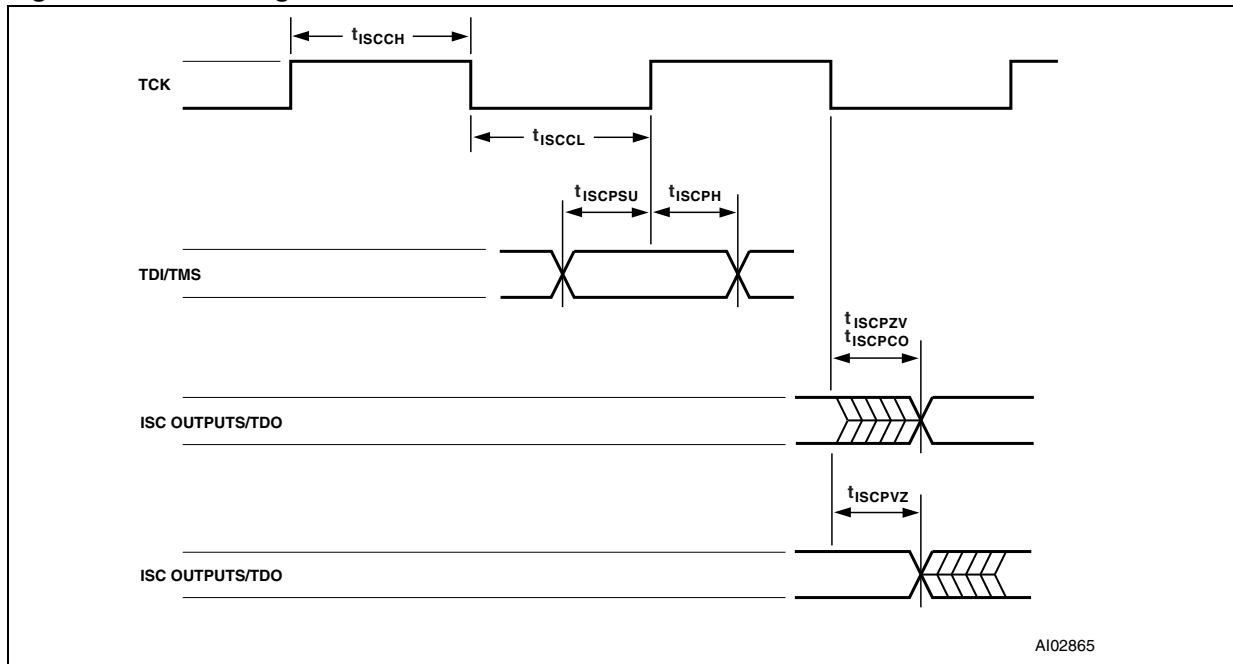 tISCCH
TCK
tISCCL
tISCPSU
tISCPH
TDI/TMS
tISCPZV
tISCPCO
ISC OUTPUTS/TDO
tISCPVZ
ISC OUTPUTS/TDO
AI02865